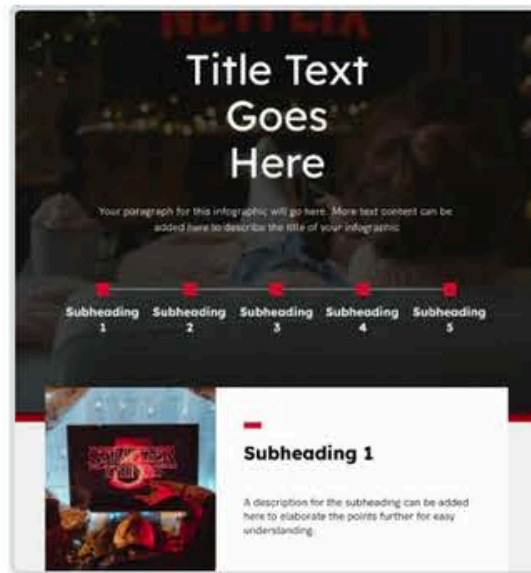 NETFLIX
Title Text
Goes
Here
Your paragraph for this infographic will go here. More text content can be
added here to describe the title of your infographic
Subheading
1
Subheading
2
Subheading
3
Subheading
4
Subheading
5
Subheading 1
A description for the subheading can be added
here to elaborate the points further for easy
understanding.